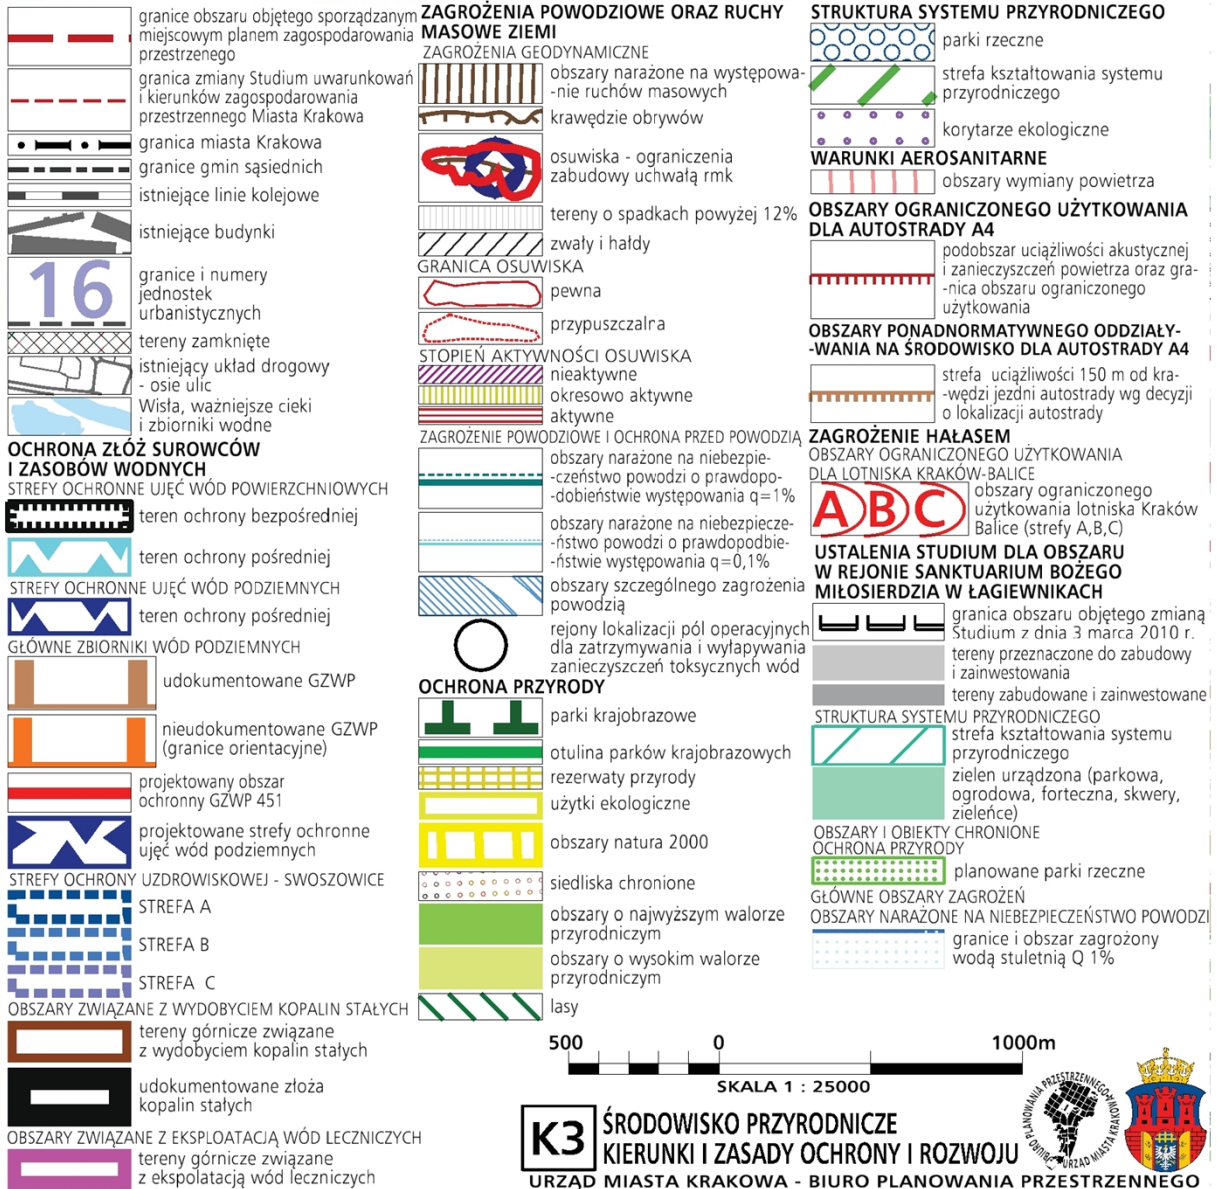 granice obszaru objętego sporządzanym
miejscowym planem zagospodarowania
przestrzenego
granica zmiany Studium uwarunkowań
i kierunków zagospodarowania
przestrzennego Miasta Krakowa
granica miasta Krakowa
granice gmin sąsiednich
istniejące linie kolejowe
istniejące budynki
16
granice i numery
jednostek
urbanistycznych
tereny zamknięte
istniejący układ drogowy
- osie ulic
Wisła, ważniejsze cieki
i zbiorniki wodne
OCHRONA ZŁÓŻ SUROWCÓW
I ZASOBÓW WODNYCH
STREFY OCHRONNE UJĘĆ WÓD POWIERZCHNIOWYCH
teren ochrony bezpośredniej
teren ochrony pośredniej
STREFY OCHRONNE UJĘĆ WÓD PODZIEMNYCH
teren ochrony pośredniej
GŁÓWNE ZBIORNIKI WÓD PODZIEMNYCH
udokumentowane GZWP
nieudokumentowane GZWP
(granice orientacyjne)
projektowany obszar
ochronny GZWP 451
projektowane strefy ochronne
ujęć wód podziemnych
STREFY OCHRONY UZDROWISKOWEJ - SWOSZOWICE
STREFA A
STREFA B
STREFA C
OBSZARY ZWIĄZANE Z WYDOBYCIEM KOPALIN STAŁYCH
tereny górnicze związane
z wydobyciem kopalin stałych
udokumentowane złoża
kopalin stałych
OBSZARY ZWIĄZANE Z EKSPLOATACJĄ WÓD LECZNICZYCH
tereny górnicze związane
z ekspolatacją wód leczniczych
ZAGROŻENIA POWODZIOWE ORAZ RUCHY
MASOWE ZIEMI
ZAGROŻENIA GEODYNAMICZNE
obszary narażone na występowa-
-nie ruchów masowych
krawędzie obrywów
osuwiska - ograniczenia
zabudowy uchwałą rmk
tereny o spadkach powyżej 12%
zwały i hałdy
GRANICA OSUWISKA
pewna
przypuszczalna
STOPIEŃ AKTYWNOŚCI OSUWISKA
nieaktywne
okresowo aktywne
aktywne
ZAGROŻENIE POWODZIOWE I OCHRONA PRZED POWODZIĄ
obszary narażone na niebezpie-
-czeństwo powodzi o prawdopo-
-dobieństwie występowania q=1%
obszary narażone na niebezpiecze-
-ństwo powodzi o prawdopodbie-
-ństwie występowania q=0,1%
obszary szczególnego zagrożenia
powodzią
rejony lokalizacji pól operacyjnych
dla zatrzymywania i wyłapywania
zanieczyszczeń toksycznych wód
OCHRONA PRZYRODY
parki krajobrazowe
otulina parków krajobrazowych
rezerwaty przyrody
użytki ekologiczne
obszary natura 2000
siedliska chronione
obszary o najwyższym walorze
przyrodniczym
obszary o wysokim walorze
przyrodniczym
lasy
STRUKTURA SYSTEMU PRZYRODNICZEGO
parki rzeczne
strefa kształtowania systemu
przyrodniczego
korytarze ekologiczne
WARUNKI AEROSANITARNE
obszary wymiany powietrza
OBSZARY OGRANICZONEGO UŻYTKOWANIA
DLA AUTOSTRADY A4
podobszar uciążliwości akustycznej
i zanieczyszczeń powietrza oraz gra-
-nica obszaru ograniczonego
użytkowania
OBSZARY PONADNORMATYWNEGO ODDZIAŁY-
-WANIA NA ŚRODOWISKO DLA AUTOSTRADY A4
strefa uciążliwości 150 m od kra-
-wędzi jezdni autostrady wg decyzji
o lokalizacji autostrady
ZAGROŻENIE HAŁASEM
OBSZARY OGRANICZONEGO UŻYTKOWANIA
DLA LOTNISKA KRAKÓW-BALICE
ABC
obszary ograniczonego
użytkowania lotniska Kraków
Balice (strefy A,B,C)
USTALENIA STUDIUM DLA OBSZARU
W REJONIE SANKTUARIUM BOŻEGO
MIŁOSIERDZIA W ŁAGIEWNIKACH
granica obszaru objętego zmianą
Studium z dnia 3 marca 2010 r.
tereny przeznaczone do zabudowy
i zainwestowania
tereny zabudowane i zainwestowane
STRUKTURA SYSTEMU PRZYRODNICZEGO
strefa kształtowania systemu
przyrodniczego
zielen urządzona (parkowa,
ogrodowa, forteczna, skwery,
zieleńce)
OBSZARY I OBIEKTY CHRONIONE
OCHRONA PRZYRODY
planowane parki rzeczne
GŁÓWNE OBSZARY ZAGROŻEŃ
OBSZARY NARAŻONE NA NIEBEZPIECZEŃSTWO POWODZI
granice i obszar zagrożony
wodą stuletnią Q 1%
500 0 1000m
SKALA 1 : 25000
K3
ŚRODOWISKO PRZYRODNICZE
KIERUNKI I ZASADY OCHRONY I ROZWOJU
BIURO PLANOWANIA PRZESTRZENNEGO
URZĄD MIASTA KRAKOWA
URZĄD MIASTA KRAKOWA - BIURO PLANOWANIA PRZESTRZENNEGO